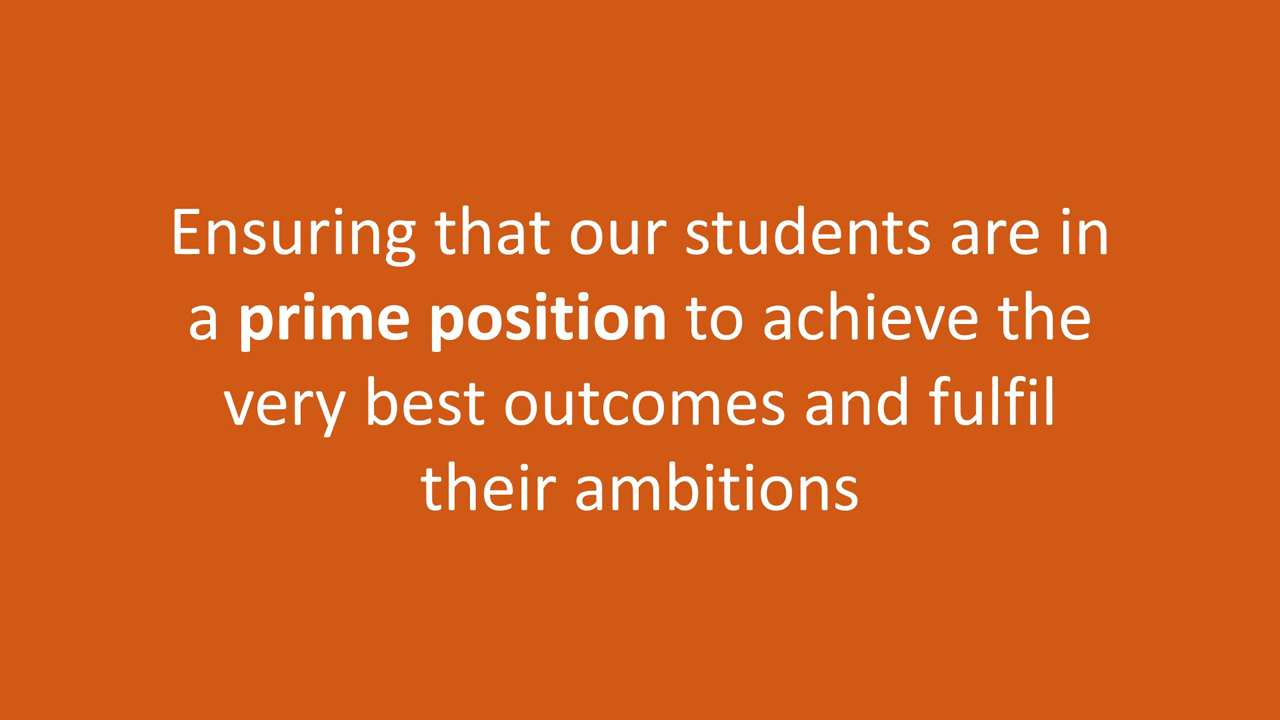 Ensuring that our students are in
a prime position to achieve the
very best outcomes and fulfil
their ambitions